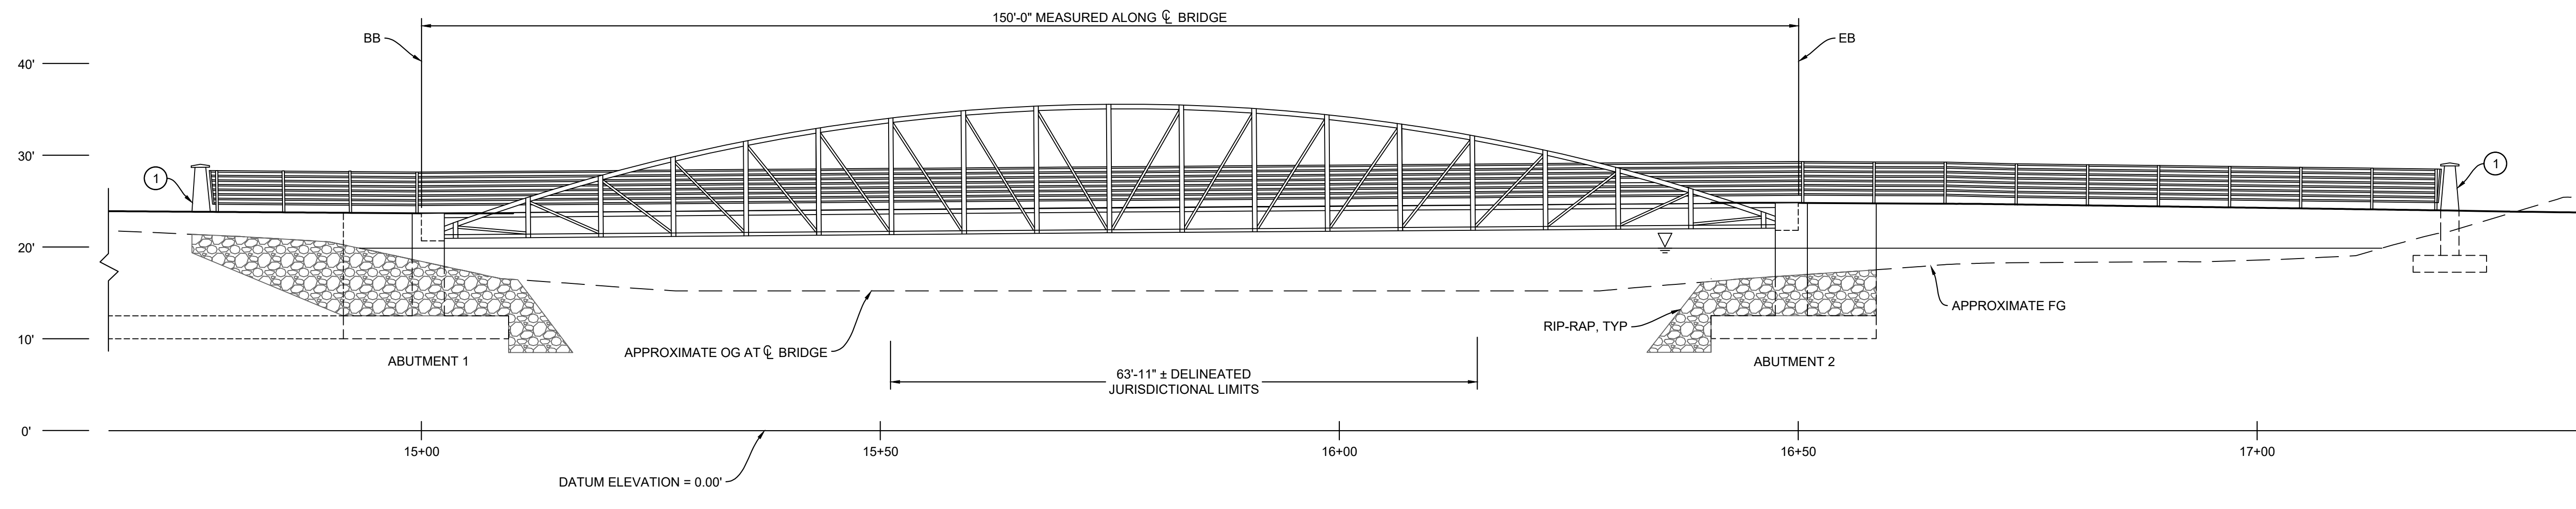 150'-0" MEASURED ALONG ℄ BRIDGE
BB
EB
40'
30'
20'
10'
0'
1
1
APPROXIMATE FG
RIP-RAP, TYP
APPROXIMATE OG AT ℄ BRIDGE
ABUTMENT 1
ABUTMENT 2
63'-11" ± DELINEATED
JURISDICTIONAL LIMITS
15+00
15+50
16+00
16+50
17+00
DATUM ELEVATION = 0.00'